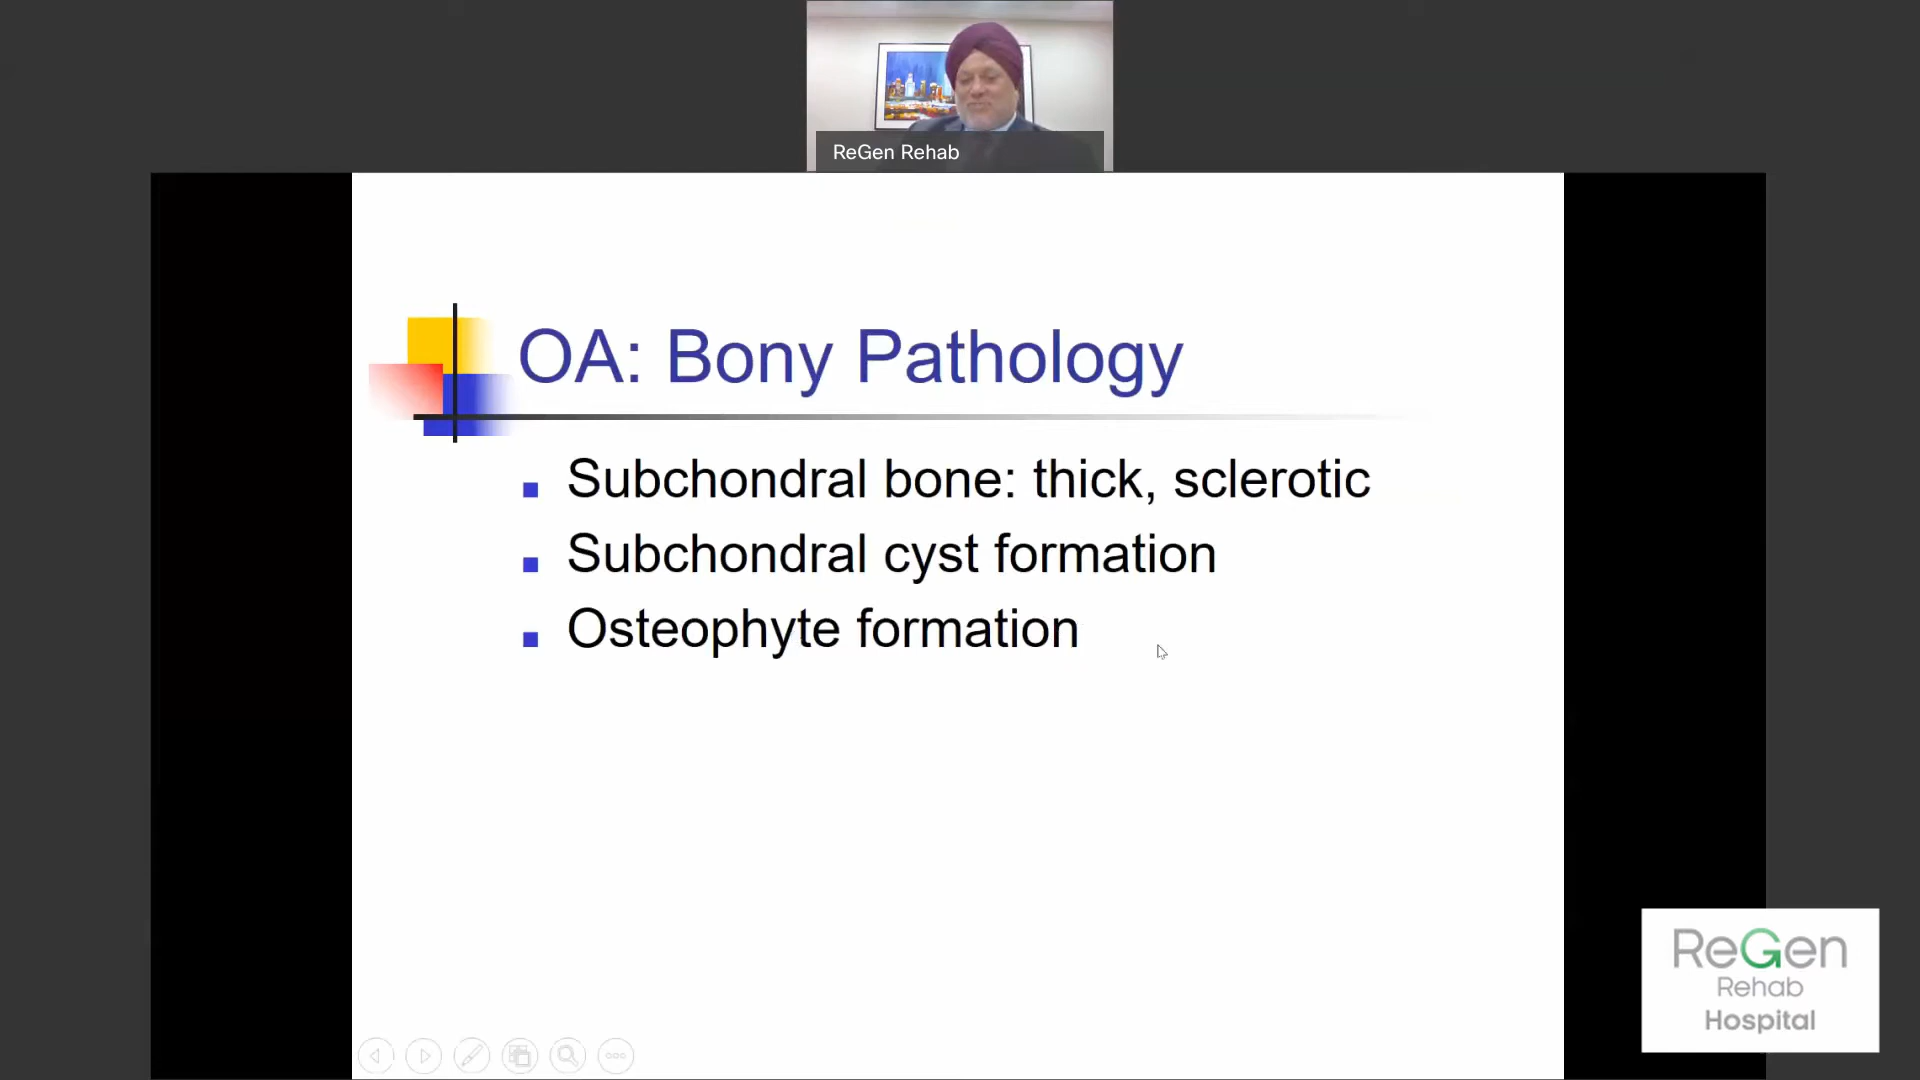 ReGen Rehab
OA: Bony Pathology
Subchondral bone: thick, sclerotic
Subchondral cyst formation
Osteophyte formation
ReGen
Rehab
Hospital